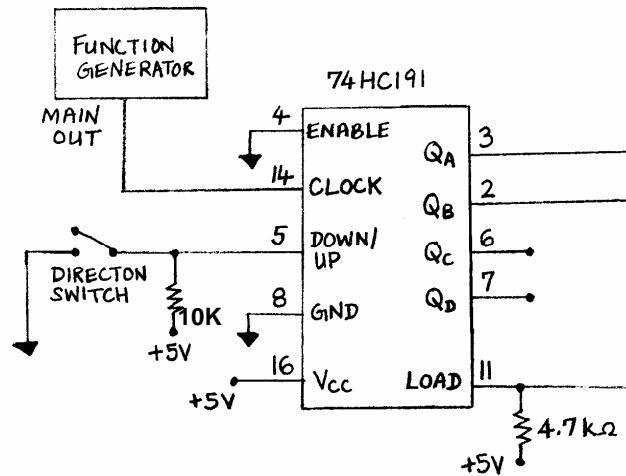 FUNCTION
GENERATOR
MAIN
OUT
74HC191
4
ENABLE
14
CLOCK
5
DOWN/
UP
8
GND
16
VCC
QA
3
QB
2
QC
6
QD
7
LOAD
11
DIRECTON
SWITCH
10K
+5V
+5V
4.7kΩ
+5V